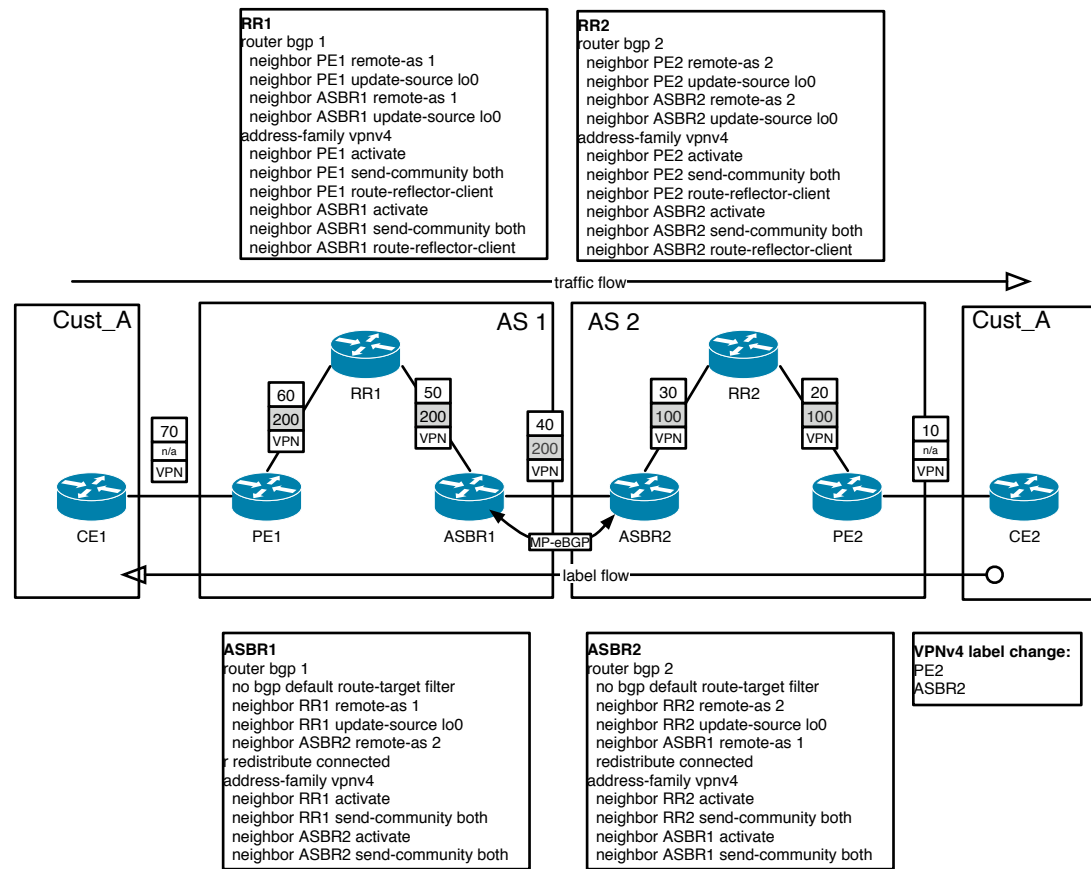 RR1
router bgp 1
neighbor PE1 remote-as 1
neighbor PE1 update-source lo0
neighbor ASBR1 remote-as 1
neighbor ASBR1 update-source lo0
address-family vpnv4
neighbor PE1 activate
neighbor PE1 send-community both
neighbor PE1 route-reflector-client
neighbor ASBR1 activate
neighbor ASBR1 send-community both
neighbor ASBR1 route-reflector-client
RR2
router bgp 2
neighbor PE2 remote-as 2
neighbor PE2 update-source lo0
neighbor ASBR2 remote-as 2
neighbor ASBR2 update-source lo0
address-family vpnv4
neighbor PE2 activate
neighbor PE2 send-community both
neighbor PE2 route-reflector-client
neighbor ASBR2 activate
neighbor ASBR2 send-community both
neighbor ASBR2 route-reflector-client
traffic flow
Cust_A
AS 1
AS 2
Cust_A
RR1
RR2
70
n/a
VPN
60
200
VPN
50
200
VPN
40
200
VPN
30
100
VPN
20
100
VPN
10
n/a
VPN
CE1
PE1
ASBR1
MP-eBGP
ASBR2
PE2
CE2
label flow
ASBR1
router bgp 1
no bgp default route-target filter
neighbor RR1 remote-as 1
neighbor RR1 update-source lo0
neighbor ASBR2 remote-as 2
r redistribute connected
address-family vpnv4
neighbor RR1 activate
neighbor RR1 send-community both
neighbor ASBR2 activate
neighbor ASBR2 send-community both
ASBR2
router bgp 2
no bgp default route-target filter
neighbor RR2 remote-as 2
neighbor RR2 update-source lo0
neighbor ASBR1 remote-as 1
redistribute connected
address-family vpnv4
neighbor RR2 activate
neighbor RR2 send-community both
neighbor ASBR1 activate
neighbor ASBR1 send-community both
VPNv4 label change:
PE2
ASBR2